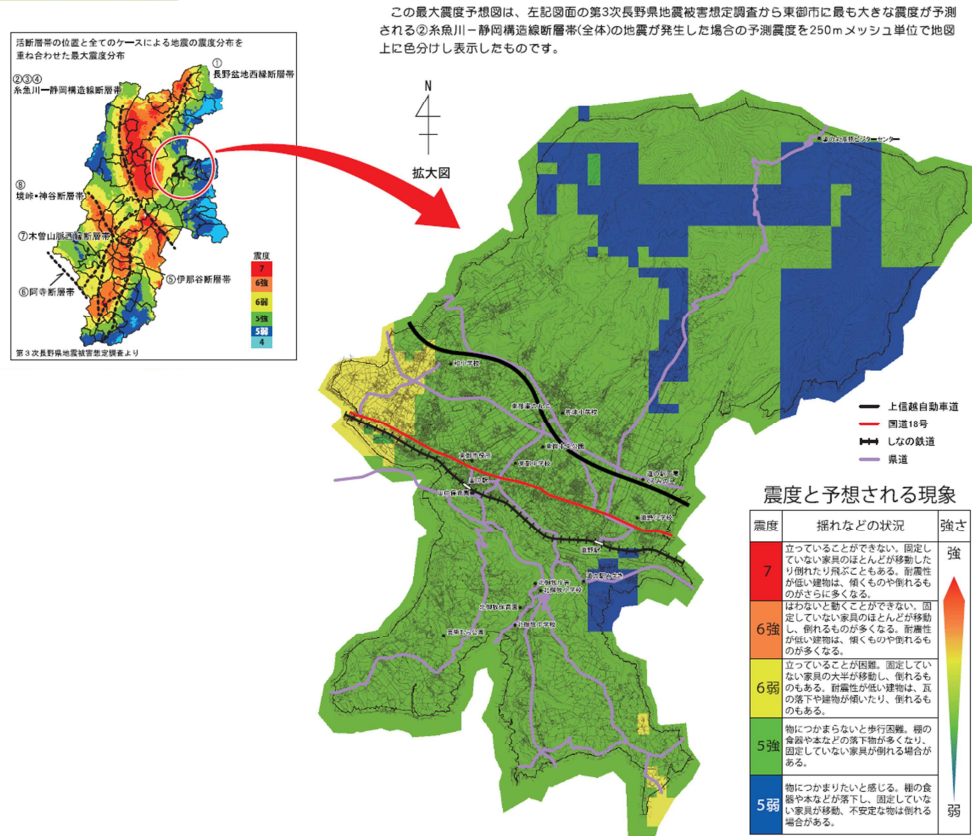 この最大震度予想図は、左記図面の第3次長野県地震被害想定調査から東御市に最も大きな震度が予測
される②糸魚川－静岡構造線断層帯(全体)の地震が発生した場合の予測震度を250mメッシュ単位で地図
上に色分けし表示したものです。
活断層帯の位置と全てのケースによる地震の震度分布を
重ね合わせた最大震度分布
①
長野盆地西縁断層帯
②③④
糸魚川ー静岡構造線断層帯
⑧
境峠・神谷断層帯
⑦木曽山脈西縁断層帯
⑥阿寺断層帯
⑤伊那谷断層帯
震度
7
6強
6弱
5強
5弱
4
第3次長野県地震被害想定調査より
N
拡大図
上信越自動車道
国道18号
しなの鉄道
県道
震度と予想される現象
震度
揺れなどの状況
強さ
7
立っていることができない。固定し
ていない家具のほとんどが移動した
り倒れたり飛ぶこともある。耐震性
が低い建物は、傾くものや倒れるも
のがさらに多くなる。
6強
はわないと動くことができない。固
定していない家具のほとんどが移動
し、倒れるものが多くなる。耐震性
が低い建物は、傾くものや倒れるも
のが多くなる。
6弱
立っていることが困難。固定してい
ない家具の大半が移動し、倒れるも
のもある。耐震性が低い建物は、瓦
の落下や建物が傾いたり、倒れるも
のもある。
5強
物につかまらないと歩行困難。棚の
食器や本などの落下物が多くなり、
固定していない家具が倒れる場合が
ある。
5弱
物につかまりたいと感じる。棚の食
器や本などが落下し、固定していな
い家具が移動、不安定な物は倒れる
場合がある。
強
弱